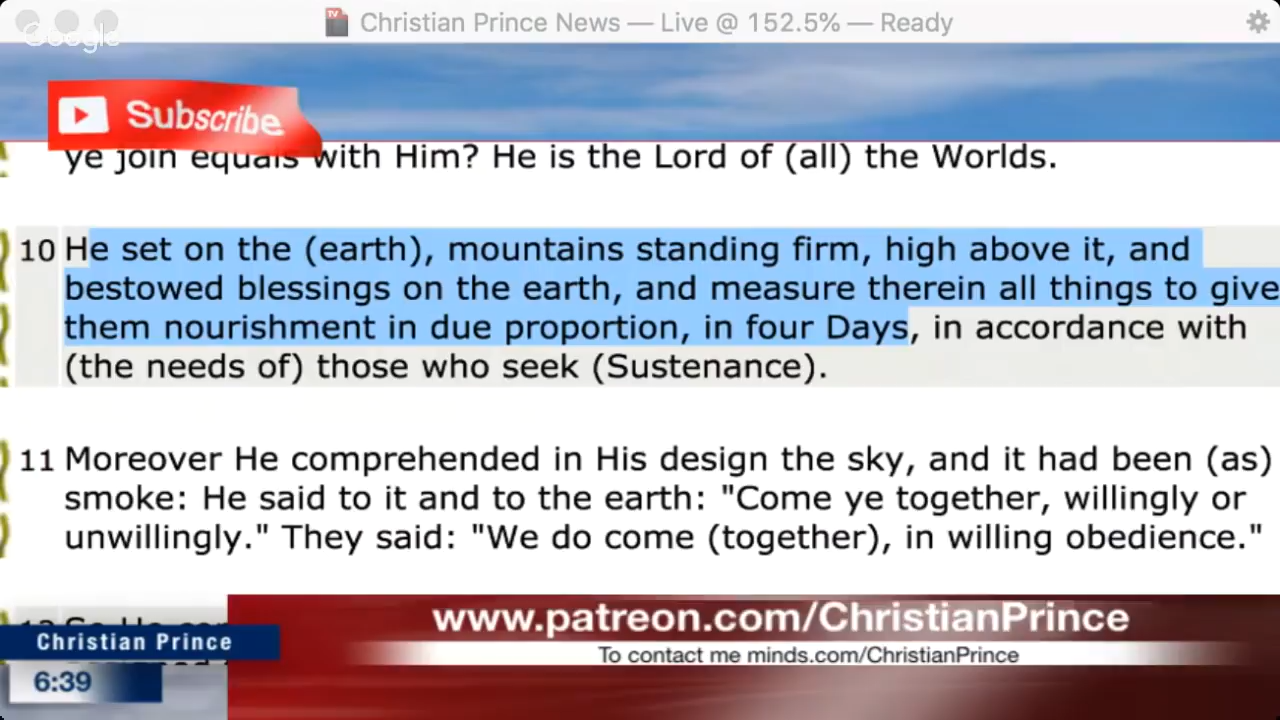 Christian Prince News — Live @ 152.5% — Ready
Google
Subscribe
ye join equals with Him? He is the Lord of (all) the Worlds.
10 He set on the (earth), mountains standing firm, high above it, and
bestowed blessings on the earth, and measure therein all things to give
them nourishment in due proportion, in four Days, in accordance with
(the needs of) those who seek (Sustenance).
11 Moreover He comprehended in His design the sky, and it had been (as)
smoke: He said to it and to the earth: "Come ye together, willingly or
unwillingly." They said: "We do come (together), in willing obedience."
www.patreon.com/ChristianPrince
Christian Prince
To contact me minds.com/ChristianPrince
6:39